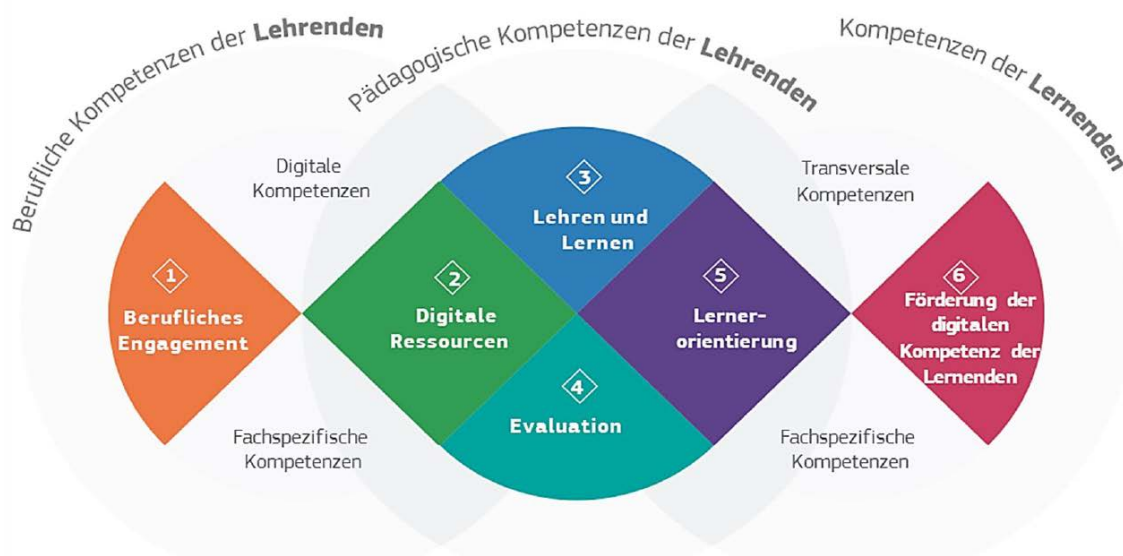 Berufliche Kompetenzen der Lehrenden
Pädagogische Kompetenzen der Lehrenden
Kompetenzen der Lernenden
Digitale
Kompetenzen
Transversale
Kompetenzen
1
Berufliches
Engagement
2
Digitale
Ressourcen
3
Lehren und
Lernen
4
Evaluation
5
Lerner-
orientierung
6
Förderung der
digitalen
Kompetenz der
Lernenden
Fachspezifische
Kompetenzen
Fachspezifische
Kompetenzen